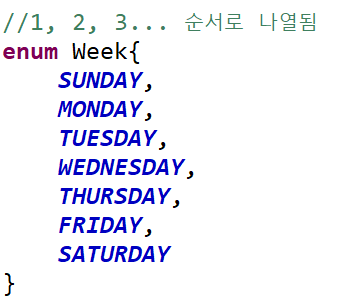 //1, 2, 3... 순서로 나열됨
enum Week{
    SUNDAY,
    MONDAY,
    TUESDAY,
    WEDNESDAY,
    THURSDAY,
    FRIDAY,
    SATURDAY
}